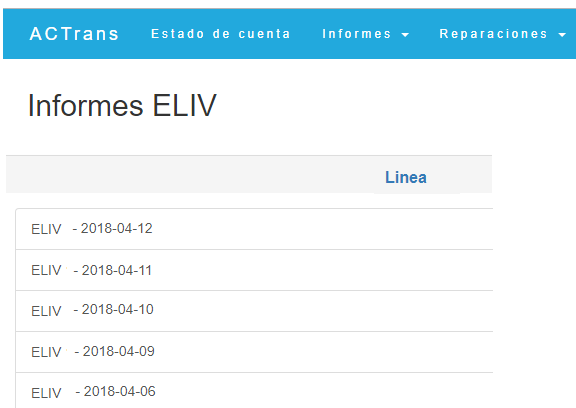 ACTrans Estado de cuenta Informes Reparaciones
Informes ELIV
Linea
ELIV - 2018-04-12
ELIV - 2018-04-11
ELIV - 2018-04-10
ELIV - 2018-04-09
ELIV - 2018-04-06